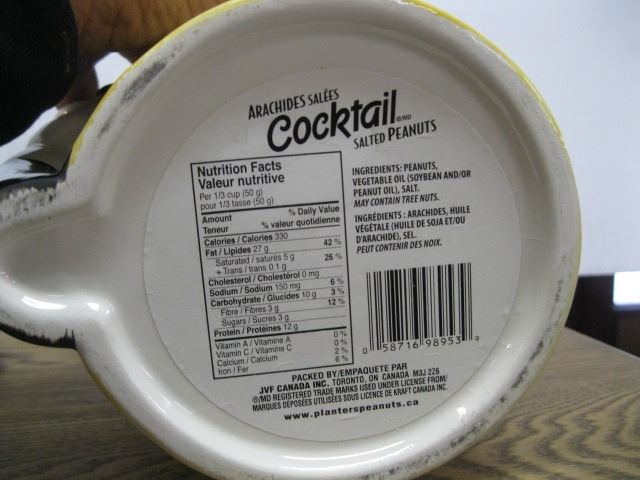 ARACHIDES SALÉES
Cocktail ®/MD
SALTED PEANUTS
Nutrition Facts
Valeur nutritive
Per 1/3 cup (50 g)
pour 1/3 tasse (50 g)
Amount % Daily Value
Teneur % valeur quotidienne
Calories / Calories 330
Fat / Lipides 27 g 42 %
Saturated / saturés 5 g 26 %
+ Trans / trans 0.1 g
Cholesterol / Cholestérol 0 mg
Sodium / Sodium 150 mg 6 %
Carbohydrate / Glucides 10 g 3 %
Fibre / Fibres 3 g 12 %
Sugars / Sucres 3 g
Protein / Protéines 12 g
Vitamin A / Vitamine A 0 %
Vitamin C / Vitamine C 0 %
Calcium / Calcium 2 %
Iron / Fer 6 %
INGREDIENTS: PEANUTS,
VEGETABLE OIL (SOYBEAN AND/OR
PEANUT OIL), SALT.
MAY CONTAIN TREE NUTS.
INGRÉDIENTS : ARACHIDES, HUILE
VÉGÉTALE (HUILE DE SOJA ET/OU
D'ARACHIDE), SEL.
PEUT CONTENIR DES NOIX.
0 58716 98953 9
PACKED BY/EMPAQUETÉ PAR
JVF CANADA INC. TORONTO, ON CANADA M3J 2Z6
®/MD REGISTERED TRADE MARKS USED UNDER LICENSE FROM/
MARQUES DÉPOSÉES UTILISÉES SOUS LICENCE DE KRAFT CANADA INC.
www.planterspeanuts.ca